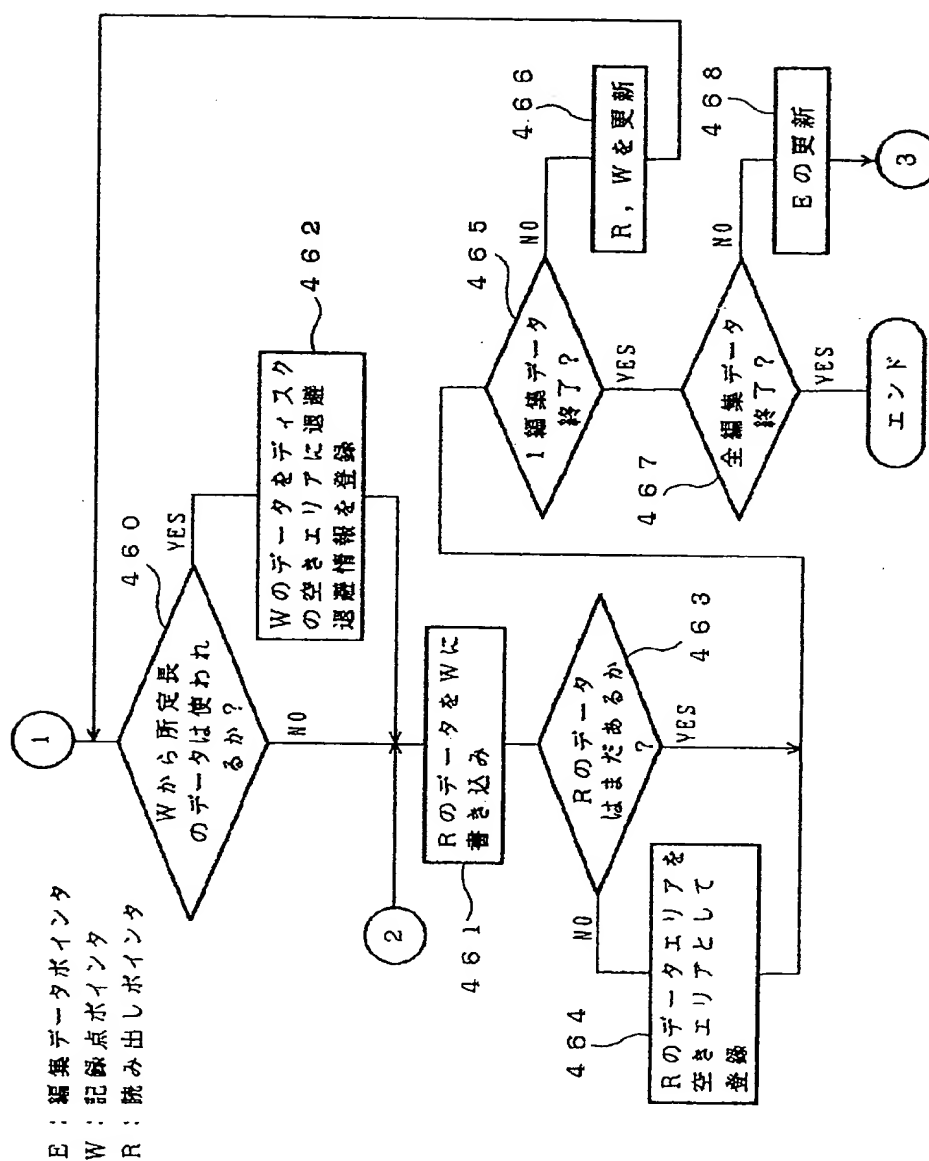 E：編集データポインタ
W：記録点ポインタ
R：読み出しポインタ
1
460
Wから所定長
のデータは使われ
るか？
YES
NO
462
Wのデータをディスク
の空きエリアに退避
退避情報を登録
2
461
RのデータをWに
書き込み
463
Rのデータ
はまだあるか
？
NO
YES
464
Rのデータエリアを
空きエリアとして
登録
465
1編集データ
終了？
NO
YES
466
R，Wを更新
467
全編集データ
終了？
NO
YES
468
Eの更新
3
エンド